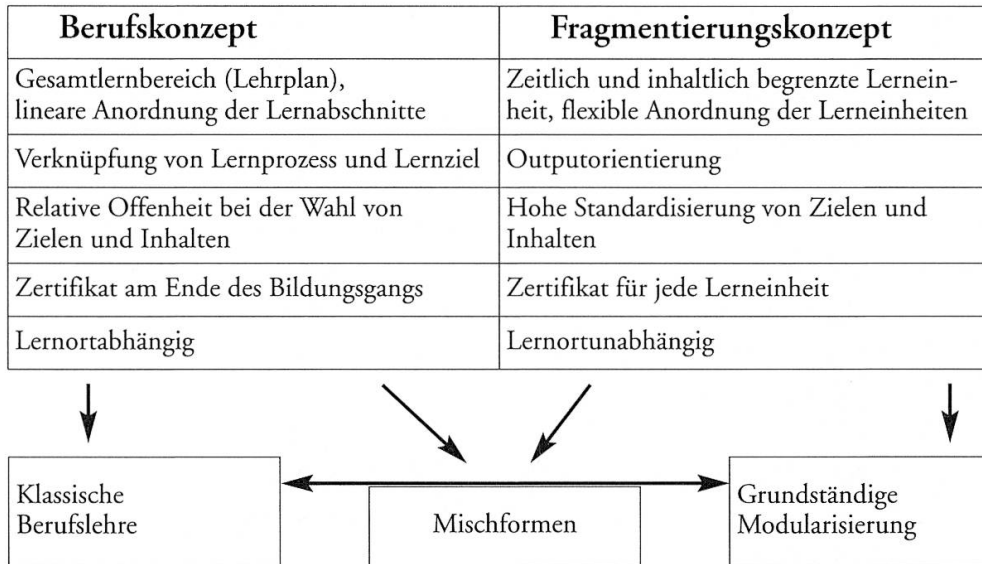 Berufskonzept
Fragmentierungskonzept
Gesamtlernbereich (Lehrplan),
lineare Anordnung der Lernabschnitte
Zeitlich und inhaltlich begrenzte Lernein-
heit, flexible Anordnung der Lerneinheiten
Verknüpfung von Lernprozess und Lernziel
Outputorientierung
Relative Offenheit bei der Wahl von
Zielen und Inhalten
Hohe Standardisierung von Zielen und
Inhalten
Zertifikat am Ende des Bildungsgangs
Zertifikat für jede Lerneinheit
Lernortabhängig
Lernortunabhängig
Klassische
Berufslehre
Mischformen
Grundständige
Modularisierung